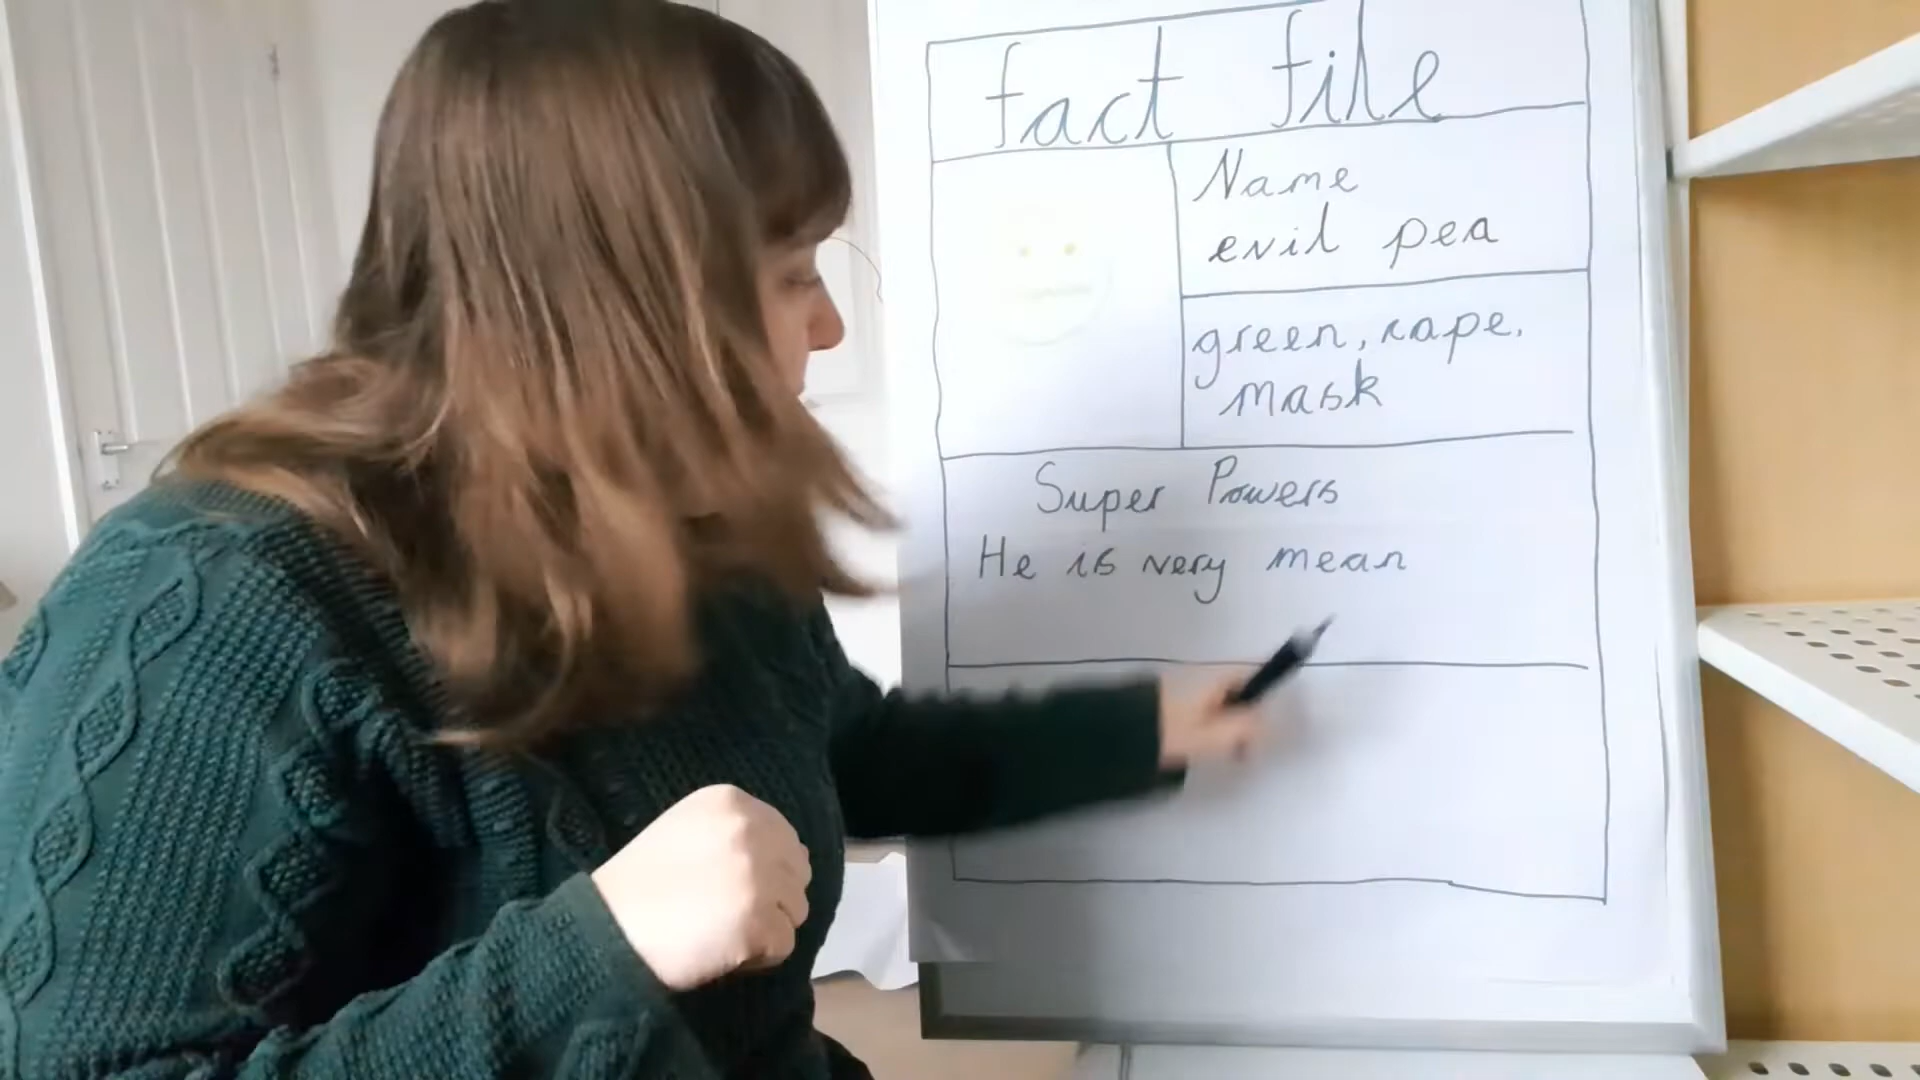 fact file
Name
evil pea
green, cape,
mask
Super Powers
He is very mean